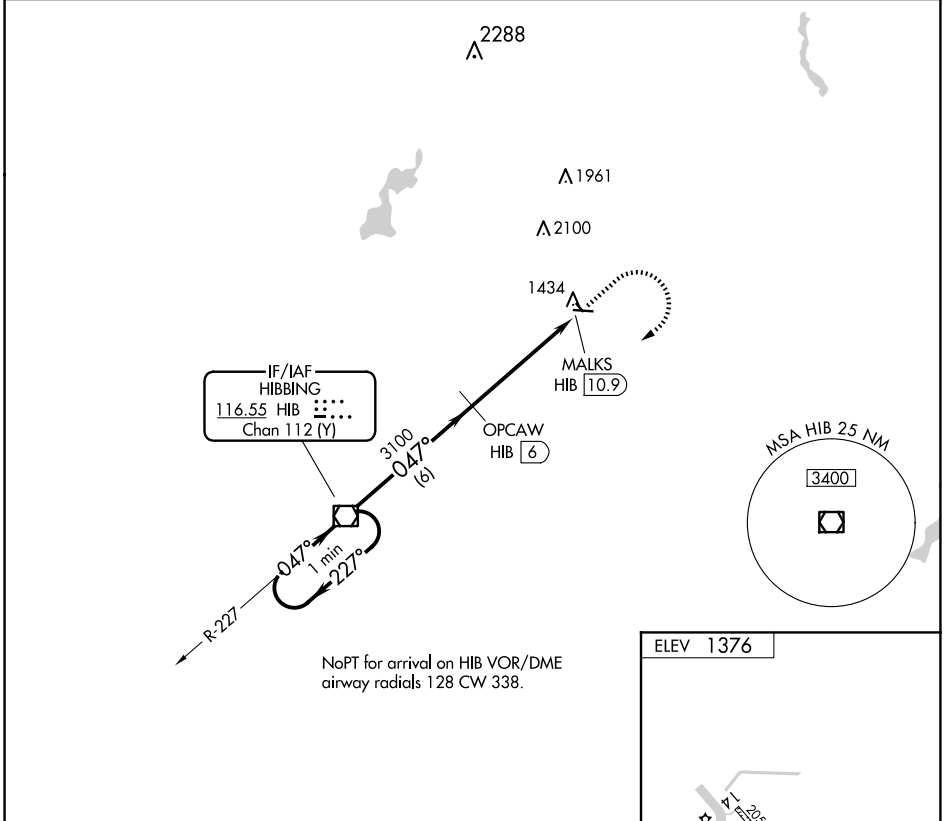 2288
1961
2100
1434
MALKS
HIB 10.9
IF/IAF
HIBBING
116.55 HIB
Chan 112 (Y)
OPCAW
HIB 6
3100
047°
(6)
MSA HIB 25 NM
3400
047°
1 min
227°
R-227
NoPT for arrival on HIB VOR/DME
airway radials 128 CW 338.
ELEV 1376
14